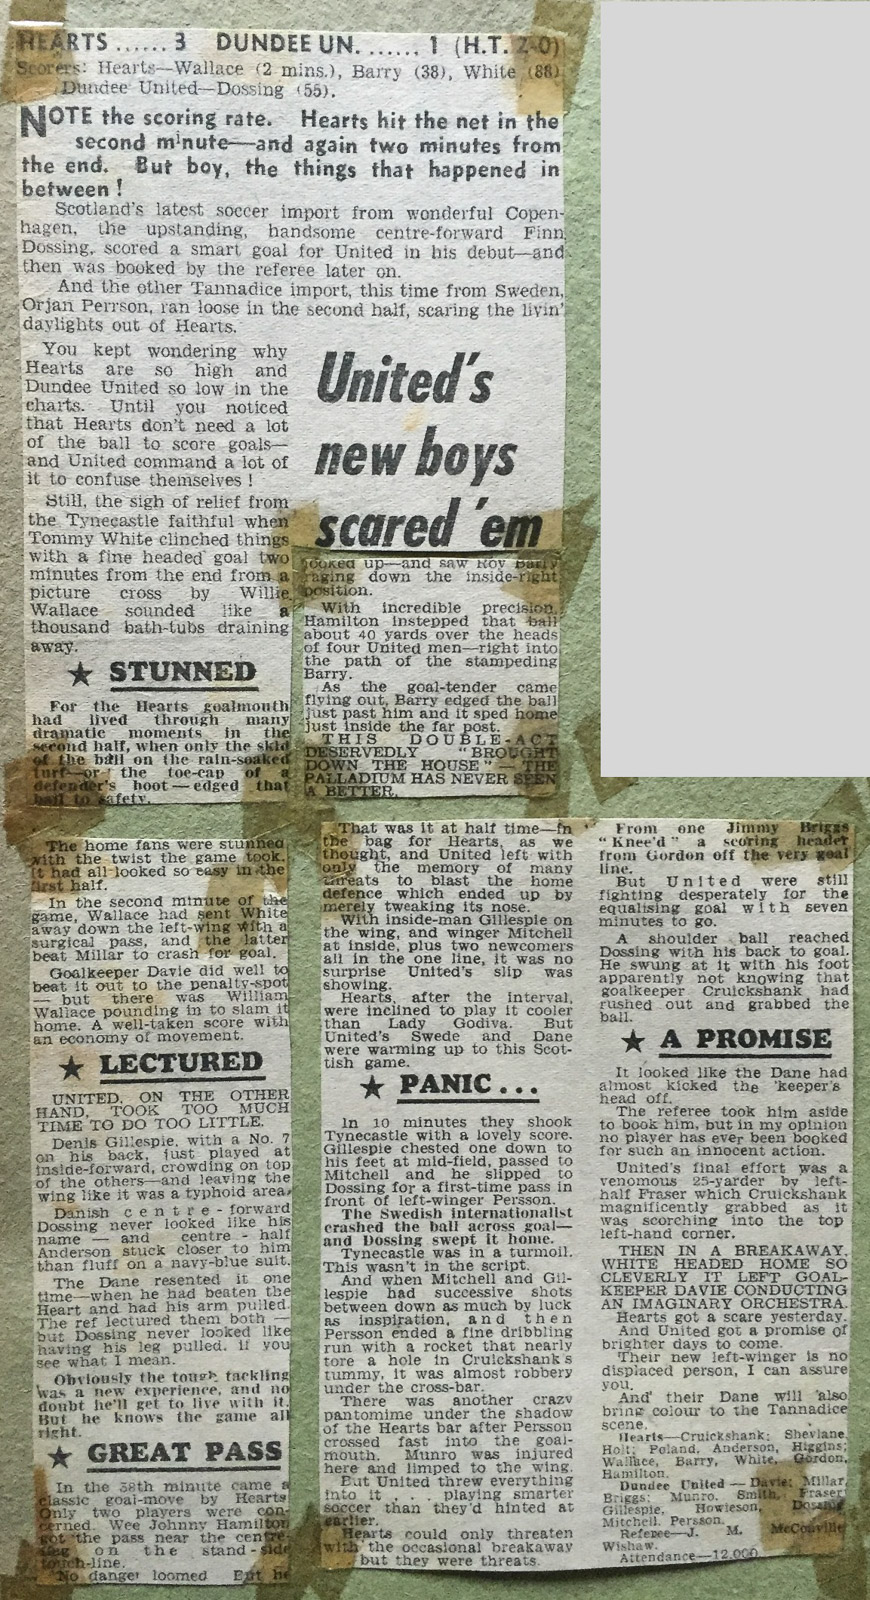 HEARTS ...... 3 DUNDEE UN. ....... 1 (H.T. 2-0)
Scorers: Hearts—Wallace (2 mins.), Barry (38), White (88)
Dundee United—Dossing (55).
NOTE the scoring rate. Hearts hit the net in the
second minute—and again two minutes from
the end. But boy, the things that happened in
between !
Scotland's latest soccer import from wonderful Copen-
hagen, the upstanding, handsome centre-forward Finn
Dossing, scored a smart goal for United in his debut—and
then was booked by the referee later on.
And the other Tannadice import, this time from Sweden,
Orjan Perrson, ran loose in the second half, scaring the livin'
daylights out of Hearts.
You kept wondering why
Hearts are so high and
Dundee United so low in the
charts. Until you noticed
that Hearts don't need a lot
of the ball to score goals—
and United command a lot of
it to confuse themselves !
Still, the sigh of relief from
the Tynecastle faithful when
Tommy White clinched things
with a fine headed goal two
minutes from the end from a
picture cross by Willie
Wallace sounded like a
thousand bath-tubs draining
away.
★ STUNNED
For the Hearts goalmouth
had lived through many
dramatic moments in the
second half, when only the skid
of the ball on the rain-soaked
turf—or the toe-cap of a
defender's boot—edged that
ball to safety.
The home fans were stunned
with the twist the game took.
It had all looked so easy in the
first half.
In the second minute of the
game, Wallace had sent White
away down the left-wing with a
surgical pass, and the latter
beat Millar to crash for goal.
Goalkeeper Davie did well to
beat it out to the penalty-spot
— but there was William
Wallace pounding in to slam it
home. A well-taken score with
an economy of movement.
★ LECTURED
UNITED, ON THE OTHER
HAND, TOOK TOO MUCH
TIME TO DO TOO LITTLE.
Denis Gillespie, with a No. 7
on his back, just played at
inside-forward, crowding on top
of the others—and leaving the
wing like it was a typhoid area.
Danish centre-forward
Dossing never looked like his
name — and centre-half
Anderson stuck closer to him
than fluff on a navy-blue suit.
The Dane resented it one
time—when he had beaten the
Heart and had his arm pulled.
The ref lectured them both —
but Dossing never looked like
having his leg pulled. If you
see what I mean.
Obviously the tough tackling
was a new experience, and no
doubt he'll get to live with it.
But he knows the game all
right.
★ GREAT PASS
In the 38th minute came a
classic goal-move by Hearts.
Only two players were con-
cerned. Wee Johnny Hamilton
got the pass near the centre-
on the stand-side
touch-line.
No danger loomed But he
United's
new boys
scared 'em
looked up—and saw Roy Barry
raging down the inside-right
position.
With incredible precision,
Hamilton instepped that ball
about 40 yards over the heads
of four United men—right into
the path of the stampeding
Barry.
As the goal-tender came
flying out, Barry edged the ball
just past him and it sped home
just inside the far post.
THIS DOUBLE-ACT
DESERVEDLY "BROUGHT
DOWN THE HOUSE"—THE
PALLADIUM HAS NEVER SEEN
A BETTER.
That was it at half time—in
the bag for Hearts, as we
thought, and United left with
only the memory of many
threats to blast the home
defence which ended up by
merely tweaking its nose.
With inside-man Gillespie on
the wing, and winger Mitchell
at inside, plus two newcomers
all in the one line, it was no
surprise United's slip was
showing.
Hearts, after the interval,
were inclined to play it cooler
than Lady Godiva. But
United's Swede and Dane
were warming up to this Scot-
tish game.
★ PANIC...
In 10 minutes they shook
Tynecastle with a lovely score.
Gillespie chested one down to
his feet at mid-field, passed to
Mitchell and he slipped to
Dossing for a first-time pass in
front of left-winger Persson.
The Swedish internationalist
crashed the ball across goal—
and Dossing swept it home.
Tynecastle was in a turmoil.
This wasn't in the script.
And when Mitchell and Gil-
lespie had successive shots
between down as much by luck
as inspiration, and then
Persson ended a fine dribbling
run with a rocket that nearly
tore a hole in Cruickshank's
tummy, it was almost robbery
under the cross-bar.
There was another crazy
pantomime under the shadow
of the Hearts bar after Persson
crossed fast into the goal-
mouth. Munro was injured
here and limped to the wing.
But United threw everything
into it . . . playing smarter
soccer than they'd hinted at
earlier.
Hearts could only threaten
with the occasional breakaway
but they were threats.
From one Jimmy Briggs
"Knee'd" a scoring header
from Gordon off the very goal
line.
But United were still
fighting desperately for the
equalising goal with seven
minutes to go.
A shoulder ball reached
Dossing with his back to goal.
He swung at it with his foot
apparently not knowing that
goalkeeper Cruickshank had
rushed out and grabbed the
ball.
★ A PROMISE
It looked like the Dane had
almost kicked the 'keeper's
head off.
The referee took him aside
to book him, but in my opinion
no player has ever been booked
for such an innocent action.
United's final effort was a
venomous 25-yarder by left-
half Fraser which Cruickshank
magnificently grabbed as it
was scorching into the top
left-hand corner.
THEN IN A BREAKAWAY,
WHITE HEADED HOME SO
CLEVERLY IT LEFT GOAL-
KEEPER DAVIE CONDUCTING
AN IMAGINARY ORCHESTRA.
Hearts got a scare yesterday.
And United got a promise of
brighter days to come.
Their new left-winger is no
displaced person, I can assure
you.
And their Dane will also
bring colour to the Tannadice
scene.
Hearts—Cruickshank; Shevlane,
Holt; Poland, Anderson, Higgins;
Wallace, Barry, White, Gordon,
Hamilton.
Dundee United — Davie; Millar,
Briggs; Munro, Smith, Fraser;
Gillespie, Howieson, Dossing,
Mitchell, Persson.
Referee—J. M. McConville
Wishaw.
Attendance—12,000.